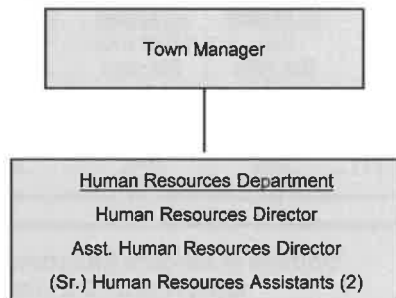 Town Manager
Human Resources Department
Human Resources Director
Asst. Human Resources Director
(Sr.) Human Resources Assistants (2)